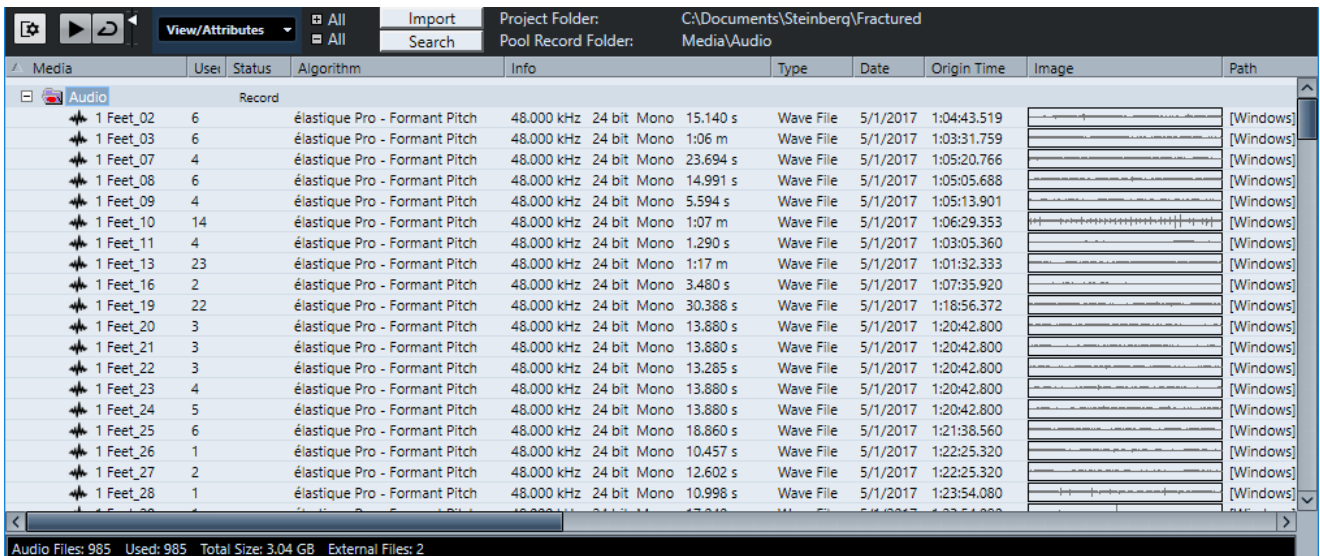 View/Attributes All Import Project Folder: C:\Documents\Steinberg\Fractured
All Search Pool Record Folder: Media\Audio
Media Use Status Algorithm Info Type Date Origin Time Image Path
Audio Record
1 Feet_02 6 élastique Pro - Formant Pitch 48.000 kHz 24 bit Mono 15.140 s Wave File 5/1/2017 1:04:43.519 [Windows]
1 Feet_03 6 élastique Pro - Formant Pitch 48.000 kHz 24 bit Mono 1:06 m Wave File 5/1/2017 1:03:31.759 [Windows]
1 Feet_07 4 élastique Pro - Formant Pitch 48.000 kHz 24 bit Mono 23.694 s Wave File 5/1/2017 1:05:20.766 [Windows]
1 Feet_08 6 élastique Pro - Formant Pitch 48.000 kHz 24 bit Mono 14.991 s Wave File 5/1/2017 1:05:05.688 [Windows]
1 Feet_09 4 élastique Pro - Formant Pitch 48.000 kHz 24 bit Mono 5.594 s Wave File 5/1/2017 1:05:13.901 [Windows]
1 Feet_10 14 élastique Pro - Formant Pitch 48.000 kHz 24 bit Mono 1:07 m Wave File 5/1/2017 1:06:29.353 [Windows]
1 Feet_11 4 élastique Pro - Formant Pitch 48.000 kHz 24 bit Mono 1.290 s Wave File 5/1/2017 1:03:05.360 [Windows]
1 Feet_13 23 élastique Pro - Formant Pitch 48.000 kHz 24 bit Mono 1:17 m Wave File 5/1/2017 1:01:32.333 [Windows]
1 Feet_16 2 élastique Pro - Formant Pitch 48.000 kHz 24 bit Mono 3.480 s Wave File 5/1/2017 1:07:35.920 [Windows]
1 Feet_19 22 élastique Pro - Formant Pitch 48.000 kHz 24 bit Mono 30.388 s Wave File 5/1/2017 1:18:56.372 [Windows]
1 Feet_20 3 élastique Pro - Formant Pitch 48.000 kHz 24 bit Mono 13.880 s Wave File 5/1/2017 1:20:42.800 [Windows]
1 Feet_21 3 élastique Pro - Formant Pitch 48.000 kHz 24 bit Mono 13.880 s Wave File 5/1/2017 1:20:42.800 [Windows]
1 Feet_22 3 élastique Pro - Formant Pitch 48.000 kHz 24 bit Mono 13.285 s Wave File 5/1/2017 1:20:42.800 [Windows]
1 Feet_23 4 élastique Pro - Formant Pitch 48.000 kHz 24 bit Mono 13.880 s Wave File 5/1/2017 1:20:42.800 [Windows]
1 Feet_24 5 élastique Pro - Formant Pitch 48.000 kHz 24 bit Mono 13.880 s Wave File 5/1/2017 1:20:42.800 [Windows]
1 Feet_25 6 élastique Pro - Formant Pitch 48.000 kHz 24 bit Mono 18.860 s Wave File 5/1/2017 1:21:38.560 [Windows]
1 Feet_26 1 élastique Pro - Formant Pitch 48.000 kHz 24 bit Mono 10.457 s Wave File 5/1/2017 1:22:25.320 [Windows]
1 Feet_27 2 élastique Pro - Formant Pitch 48.000 kHz 24 bit Mono 12.602 s Wave File 5/1/2017 1:22:25.320 [Windows]
1 Feet_28 1 élastique Pro - Formant Pitch 48.000 kHz 24 bit Mono 10.998 s Wave File 5/1/2017 1:23:54.080 [Windows]
Audio Files: 985 Used: 985 Total Size: 3.04 GB External Files: 2